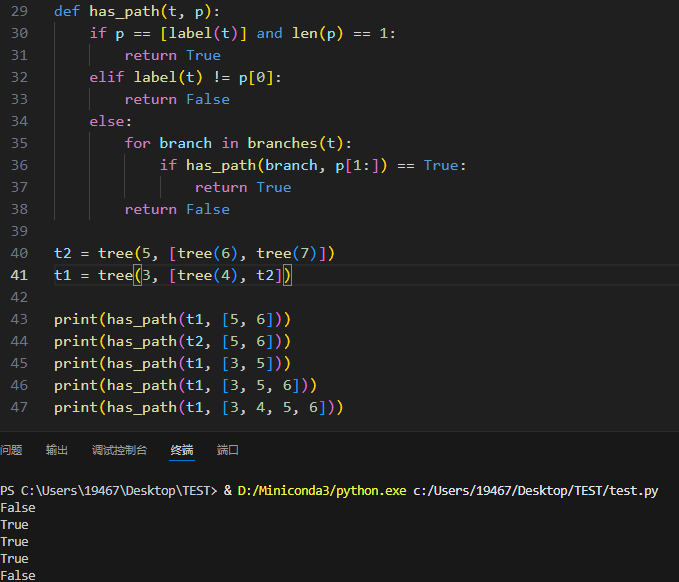 29 def has_path(t, p):
30     if p == [label(t)] and len(p) == 1:
31         return True
32     elif label(t) != p[0]:
33         return False
34     else:
35         for branch in branches(t):
36             if has_path(branch, p[1:]) == True:
37                 return True
38         return False
39
40 t2 = tree(5, [tree(6), tree(7)])
41 t1 = tree(3, [tree(4), t2])
42
43 print(has_path(t1, [5, 6]))
44 print(has_path(t2, [5, 6]))
45 print(has_path(t1, [3, 5]))
46 print(has_path(t1, [3, 5, 6]))
47 print(has_path(t1, [3, 4, 5, 6]))
问题 输出 调试控制台 终端 端口
PS C:\Users\19467\Desktop\TEST> & D:/Miniconda3/python.exe c:/Users/19467/Desktop/TEST/test.py
False
True
True
True
False